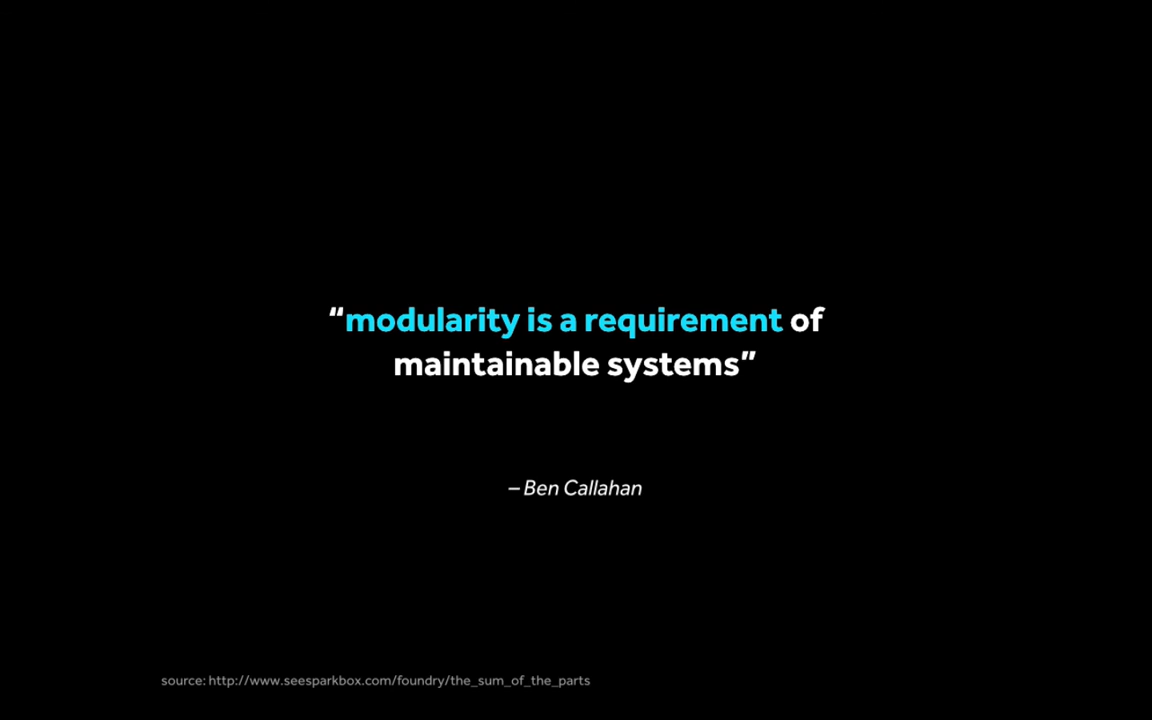 “modularity is a requirement of
maintainable systems”
– Ben Callahan
source: http://www.seesparkbox.com/foundry/the_sum_of_the_parts